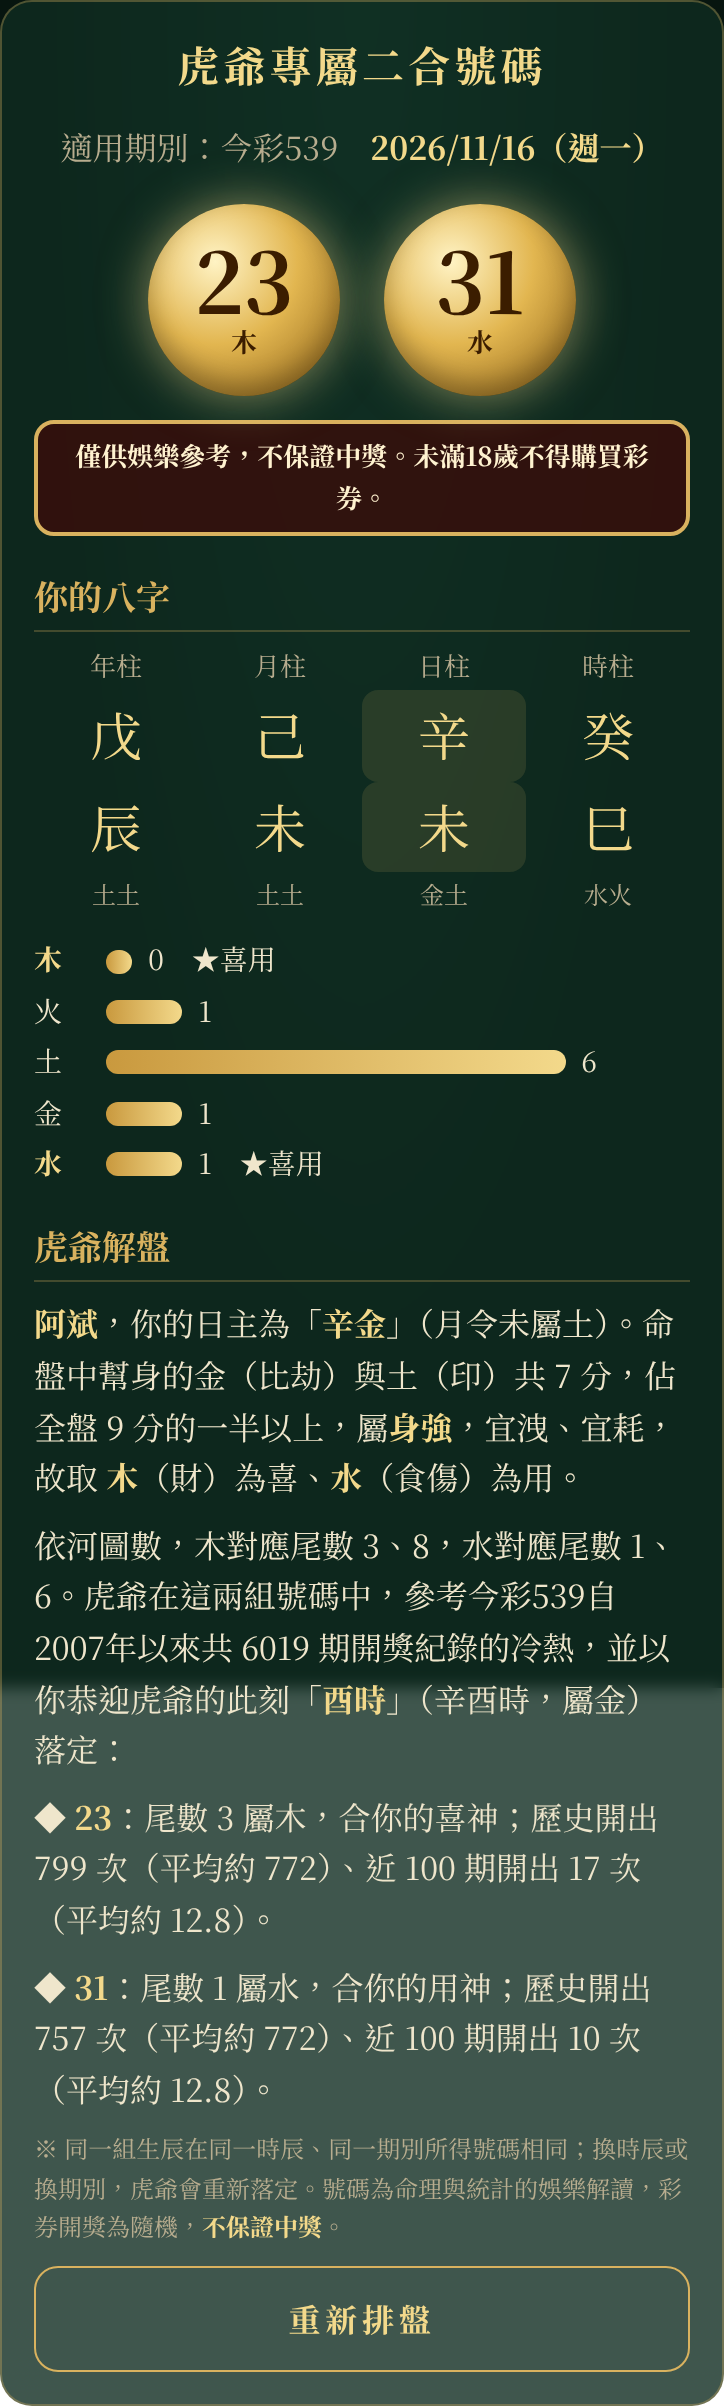 虎爺專屬二合號碼
適用期別：今彩539 2026/11/16（週一）
23 31
木 水
僅供娛樂參考，不保證中獎。未滿18歲不得購買彩
券。
你的八字
年柱 月柱 日柱 時柱
戊 己 辛 癸
辰 未 未 巳
土土 土土 金土 水火
木 0 ★喜用
火 1
土 6
金 1
水 1 ★喜用
虎爺解盤
阿斌，你的日主為「辛金」（月令未屬土）。命
盤中幫身的金（比劫）與土（印）共 7 分，佔
全盤 9 分的一半以上，屬身強，宜洩、宜耗，
故取 木（財）為喜、水（食傷）為用。
依河圖數，木對應尾數 3、8，水對應尾數 1、
6。虎爺在這兩組號碼中，參考今彩539自
2007年以來共 6019 期開獎紀錄的冷熱，並以
你恭迎虎爺的此刻「酉時」（辛酉時，屬金）
落定：
◆ 23：尾數 3 屬木，合你的喜神；歷史開出
799 次（平均約 772）、近 100 期開出 17 次
（平均約 12.8）。
◆ 31：尾數 1 屬水，合你的用神；歷史開出
757 次（平均約 772）、近 100 期開出 10 次
（平均約 12.8）。
※ 同一組生辰在同一時辰、同一期別所得號碼相同；換時辰或
換期別，虎爺會重新落定。號碼為命理與統計的娛樂解讀，彩
券開獎為隨機，不保證中獎。
重新排盤